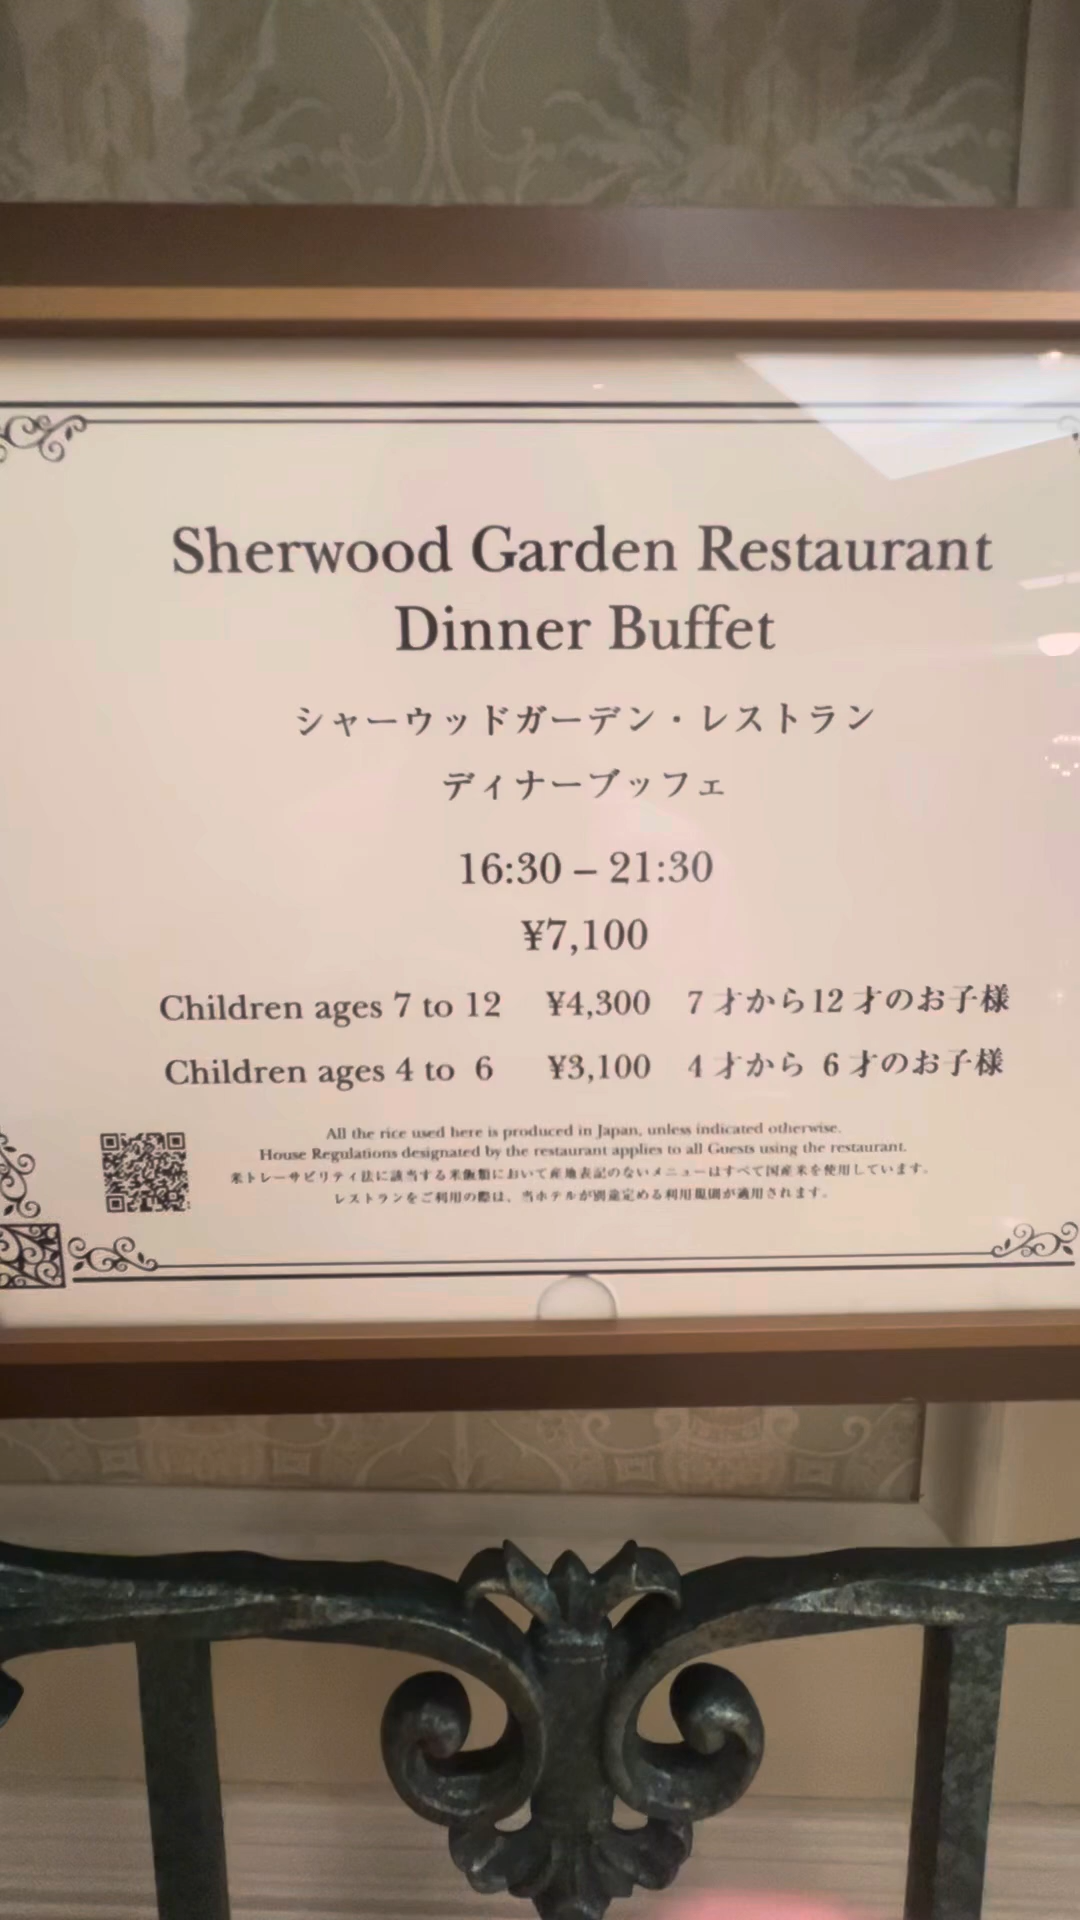 Sherwood Garden Restaurant
Dinner Buffet
シャーウッドガーデン・レストラン
ディナーブッフェ
16:30 – 21:30
¥7,100
Children ages 7 to 12 ¥4,300 7 才から12 才のお子様
Children ages 4 to 6 ¥3,100 4 才から 6 才のお子様
All the rice used here is produced in Japan, unless indicated otherwise.
House Regulations designated by the restaurant applies to all Guests using the restaurant.
米トレーサビリティ法に該当する米飯類において産地表記のないメニューはすべて国産米を使用しています。
レストランをご利用の際は、当ホテルが別途定める利用規則が適用されます。